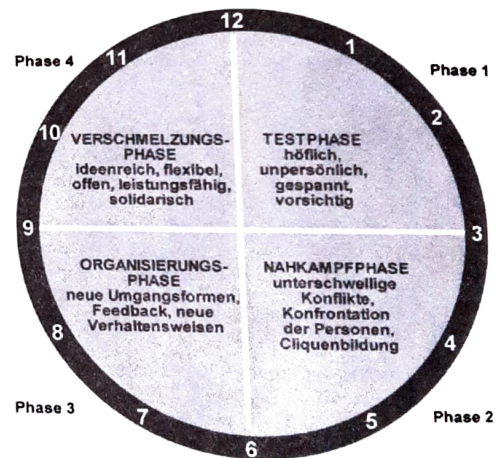 12
1
2
3
4
5
6
7
8
9
10
11
Phase 1
TESTPHASE
höflich,
unpersönlich,
gespannt,
vorsichtig
Phase 2
NAHKAMPFPHASE
unterschwellige
Konflikte,
Konfrontation
der Personen,
Cliquenbildung
Phase 3
ORGANISIERUNGS-
PHASE
neue Umgangsformen,
Feedback, neue
Verhaltensweisen
Phase 4
VERSCHMELZUNGS-
PHASE
ideenreich, flexibel,
offen, leistungsfähig,
solidarisch